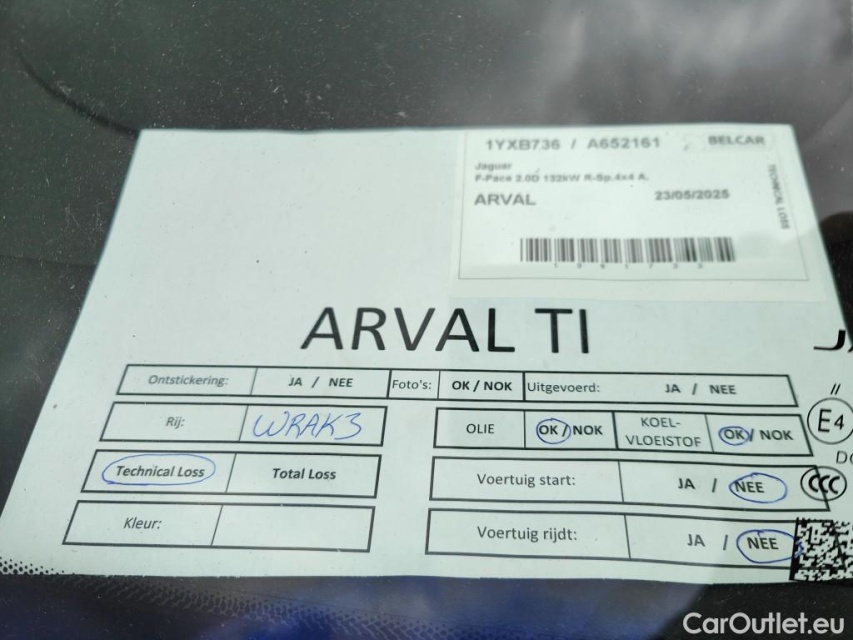 1YXB736 / A652161 BELCAR
Jaguar
F-Pace 2.0D 132kW R-Sp.4x4 A.
ARVAL 23/05/2025
TECHNICAL LOSS
ARVAL TI
Ontstickering: JA / NEE Foto's: OK / NOK Uitgevoerd: JA / NEE
Rij: WRAK3 OLIE OK / NOK KOEL-VLOEISTOF OK / NOK
Technical Loss Total Loss Voertuig start: JA / NEE
Kleur: Voertuig rijdt: JA / NEE
E4
CCC
CarOutlet.eu